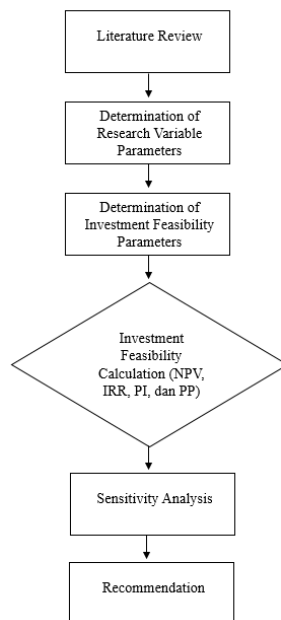 Literature Review
Determination of
Research Variable
Parameters
Determination of
Investment Feasibility
Parameters
Investment
Feasibility
Calculation (NPV,
IRR, PI, dan PP)
Sensitivity Analysis
Recommendation